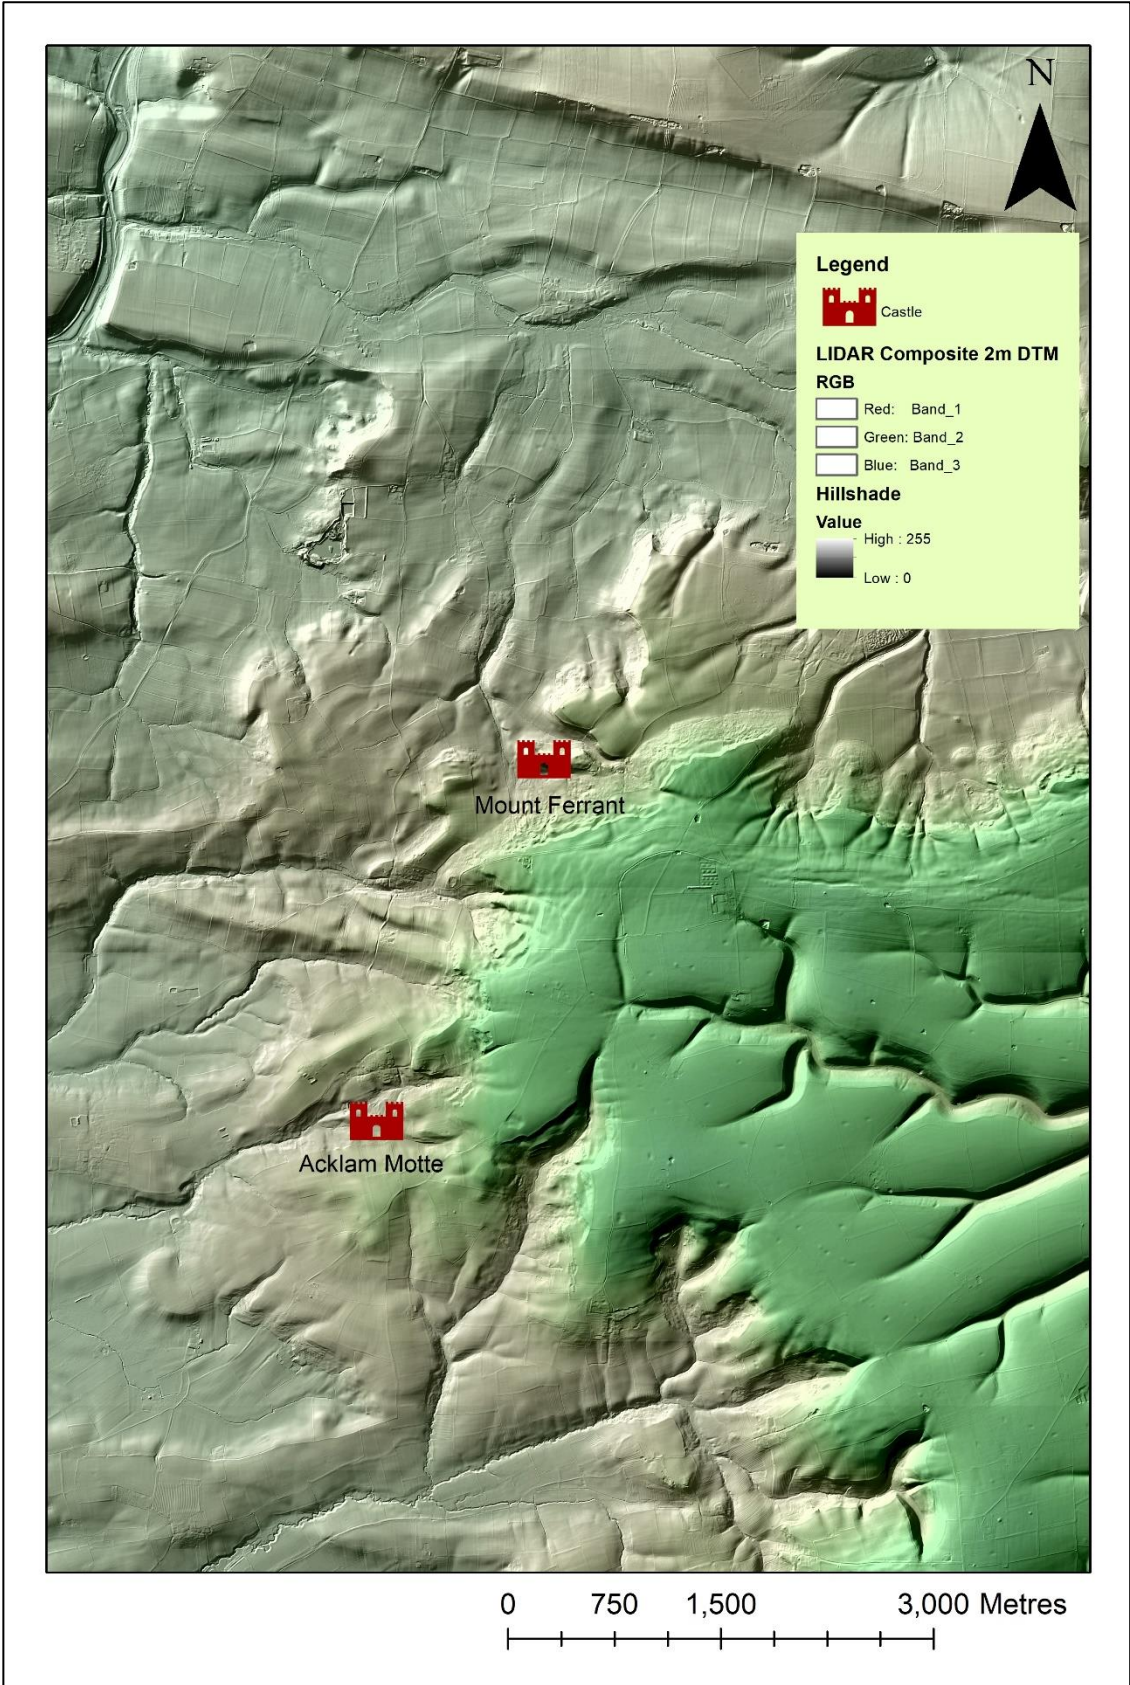 N
Legend
Castle
LIDAR Composite 2m DTM
RGB
Red: Band_1
Green: Band_2
Blue: Band_3
Hillshade
Value
High : 255
Low : 0
Mount Ferrant
Acklam Motte
0 750 1,500 3,000 Metres